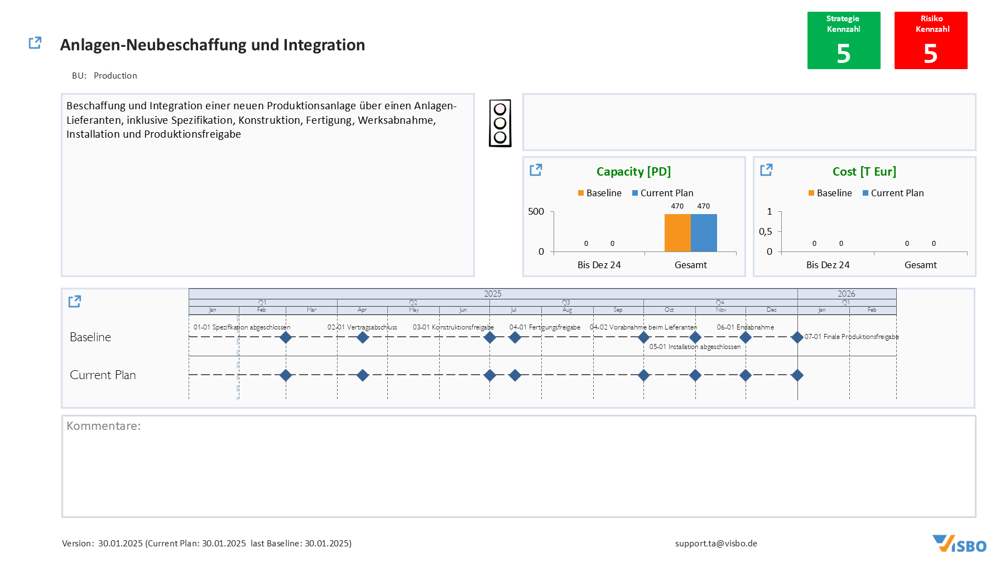 Strategie
Kennzahl
5
Risiko
Kennzahl
5
Anlagen-Neubeschaffung und Integration
BU: Production
Beschaffung und Integration einer neuen Produktionsanlage über einen Anlagen-
Lieferanten, inklusive Spezifikation, Konstruktion, Fertigung, Werksabnahme,
Installation und Produktionsfreigabe
Capacity [PD]
Baseline Current Plan
470 470
500
0 0
0
Bis Dez 24 Gesamt
Cost [T Eur]
Baseline Current Plan
1
0,5
0 0 0 0
0
Bis Dez 24 Gesamt
2025 2026
Q1 Q2 Q3 Q4 Q1
Jan Feb Mar Apr May Jun Jul Aug Sep Oct Nov Dec Jan Feb
01-01 Spezifikation abgeschlossen 02-01 Vertragsabschluss 03-01 Konstruktionsfreigabe 04-01 Fertigungsfreigabe 04-02 Vorabnahme beim Lieferanten 06-01 Endabnahme
Baseline
07-01 Finale Produktionsfreigabe
05-01 Installation abgeschlossen
Current Plan
Kommentare:
Version: 30.01.2025 (Current Plan: 30.01.2025 last Baseline: 30.01.2025)
support.ta@visbo.de
VISBO